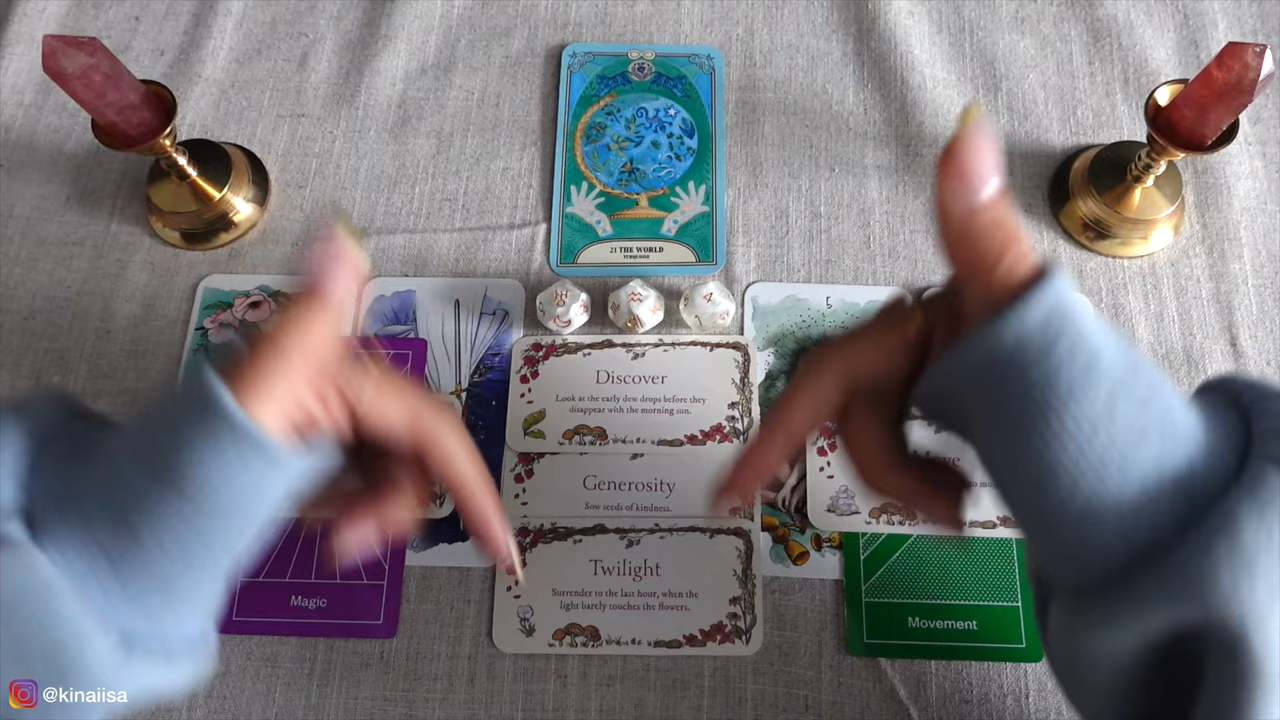 21 THE WORLD
TURQUOISE
5
Discover
Look at the early dew drops before they
disappear with the morning sun.
Generosity
Sow seeds of kindness.
Twilight
Surrender to the last hour, when the
light barely touches the flowers.
Move
Magic
Movement
@kinaiisa